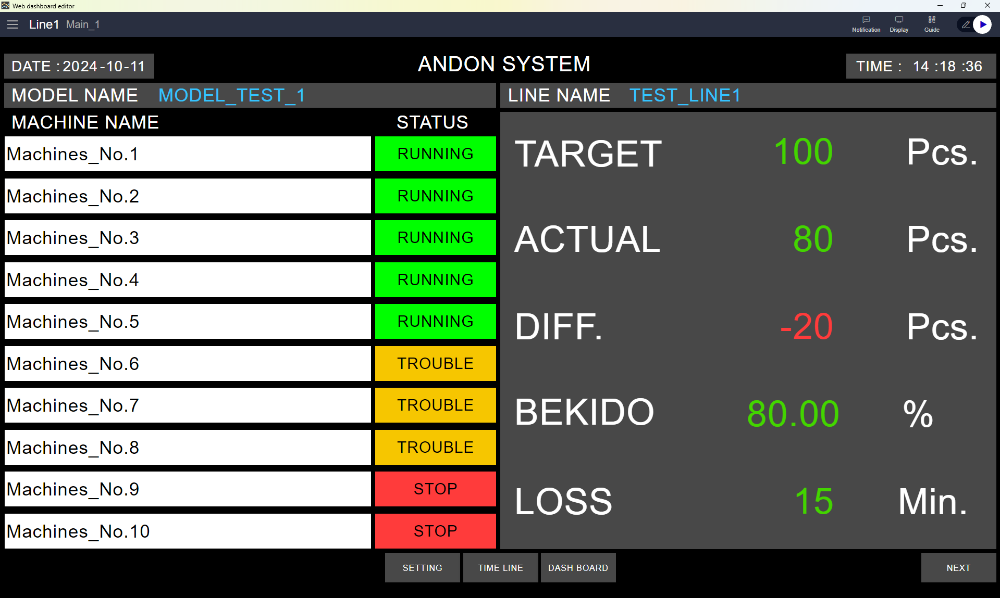 Web dashboard editor
Line1 Main_1
Notification Display Guide
DATE :2024-10-11
ANDON SYSTEM
TIME : 14 :18 :36
MODEL NAME MODEL_TEST_1
LINE NAME TEST_LINE1
MACHINE NAME STATUS
Machines_No.1 RUNNING
Machines_No.2 RUNNING
Machines_No.3 RUNNING
Machines_No.4 RUNNING
Machines_No.5 RUNNING
Machines_No.6 TROUBLE
Machines_No.7 TROUBLE
Machines_No.8 TROUBLE
Machines_No.9 STOP
Machines_No.10 STOP
TARGET 100 Pcs.
ACTUAL 80 Pcs.
DIFF. -20 Pcs.
BEKIDO 80.00 %
LOSS 15 Min.
SETTING TIME LINE DASH BOARD NEXT